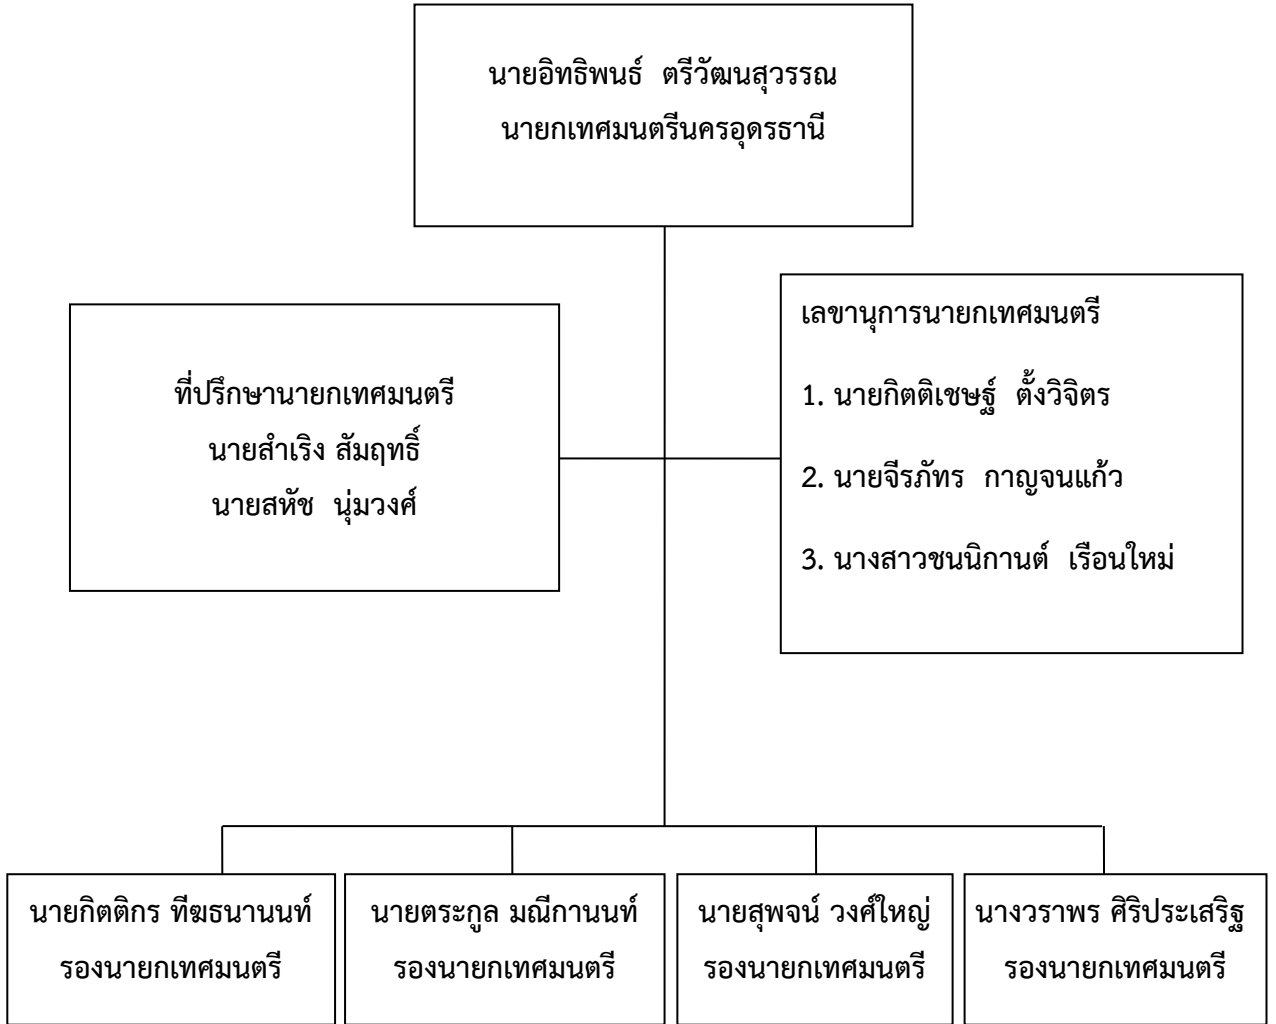 นายอิทธิพนธ์ ตรีวัฒนสุวรรณ
นายกเทศมนตรีนครอุดรธานี
ที่ปรึกษานายกเทศมนตรี
นายสำเริง สัมฤทธิ์
นายสหัช นุ่มวงศ์
เลขานุการนายกเทศมนตรี
1. นายกิตติเชษฐ์ ตั้งวิจิตร
2. นายจีรภัทร กาญจนแก้ว
3. นางสาวชนนิกานต์ เรือนใหม่
นายกิตติกร ทีฆธนานนท์
รองนายกเทศมนตรี
นายตระกูล มณีกานนท์
รองนายกเทศมนตรี
นายสุพจน์ วงศ์ใหญ่
รองนายกเทศมนตรี
นางวราพร ศิริประเสริฐ
รองนายกเทศมนตรี